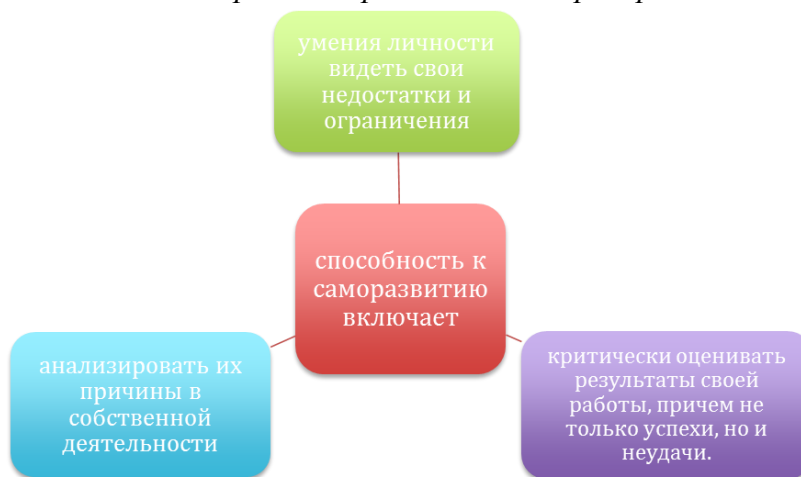 умения личности
видеть свои
недостатки и
ограничения
способность к
саморазвитию
включает
анализировать их
причины в
собственной
деятельности
критически оценивать
результаты своей
работы, причем не
только успехи, но и
неудачи.